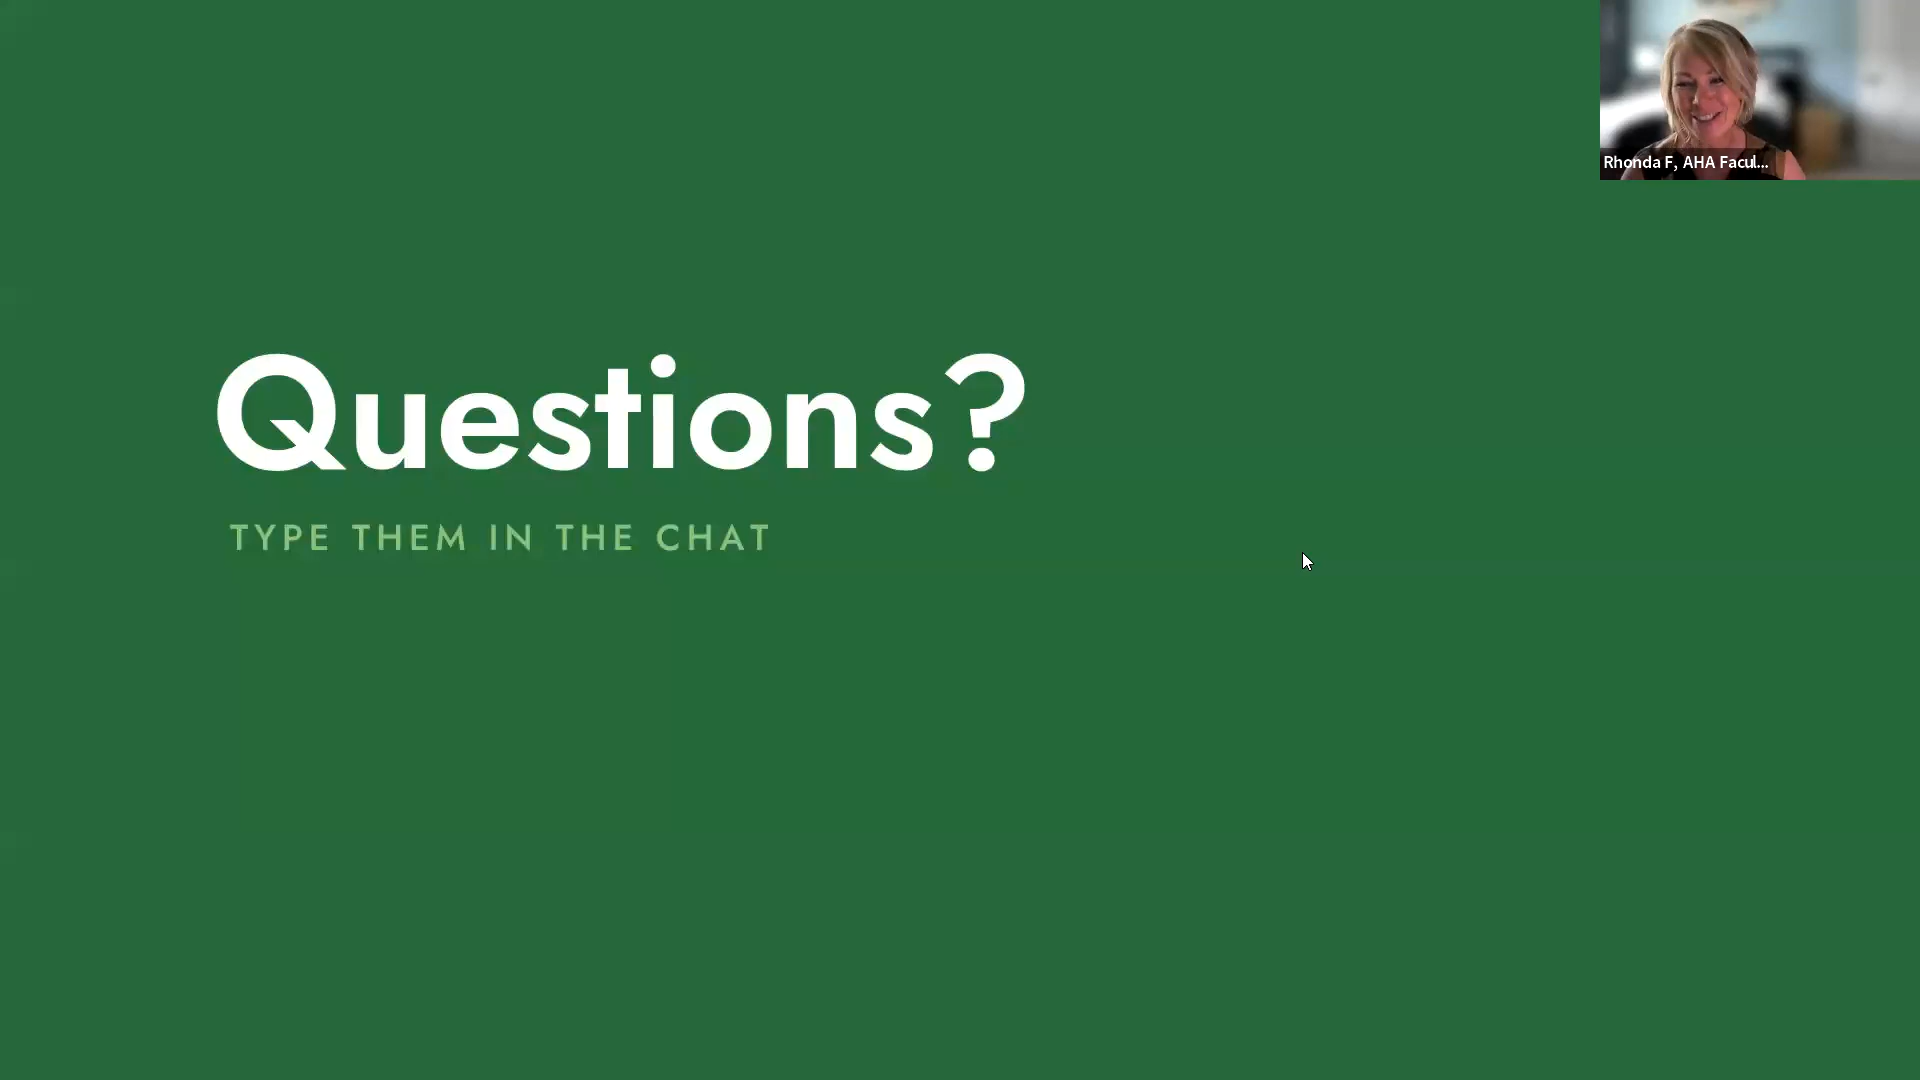 Questions?
TYPE THEM IN THE CHAT
Rhonda F, AHA Facul...